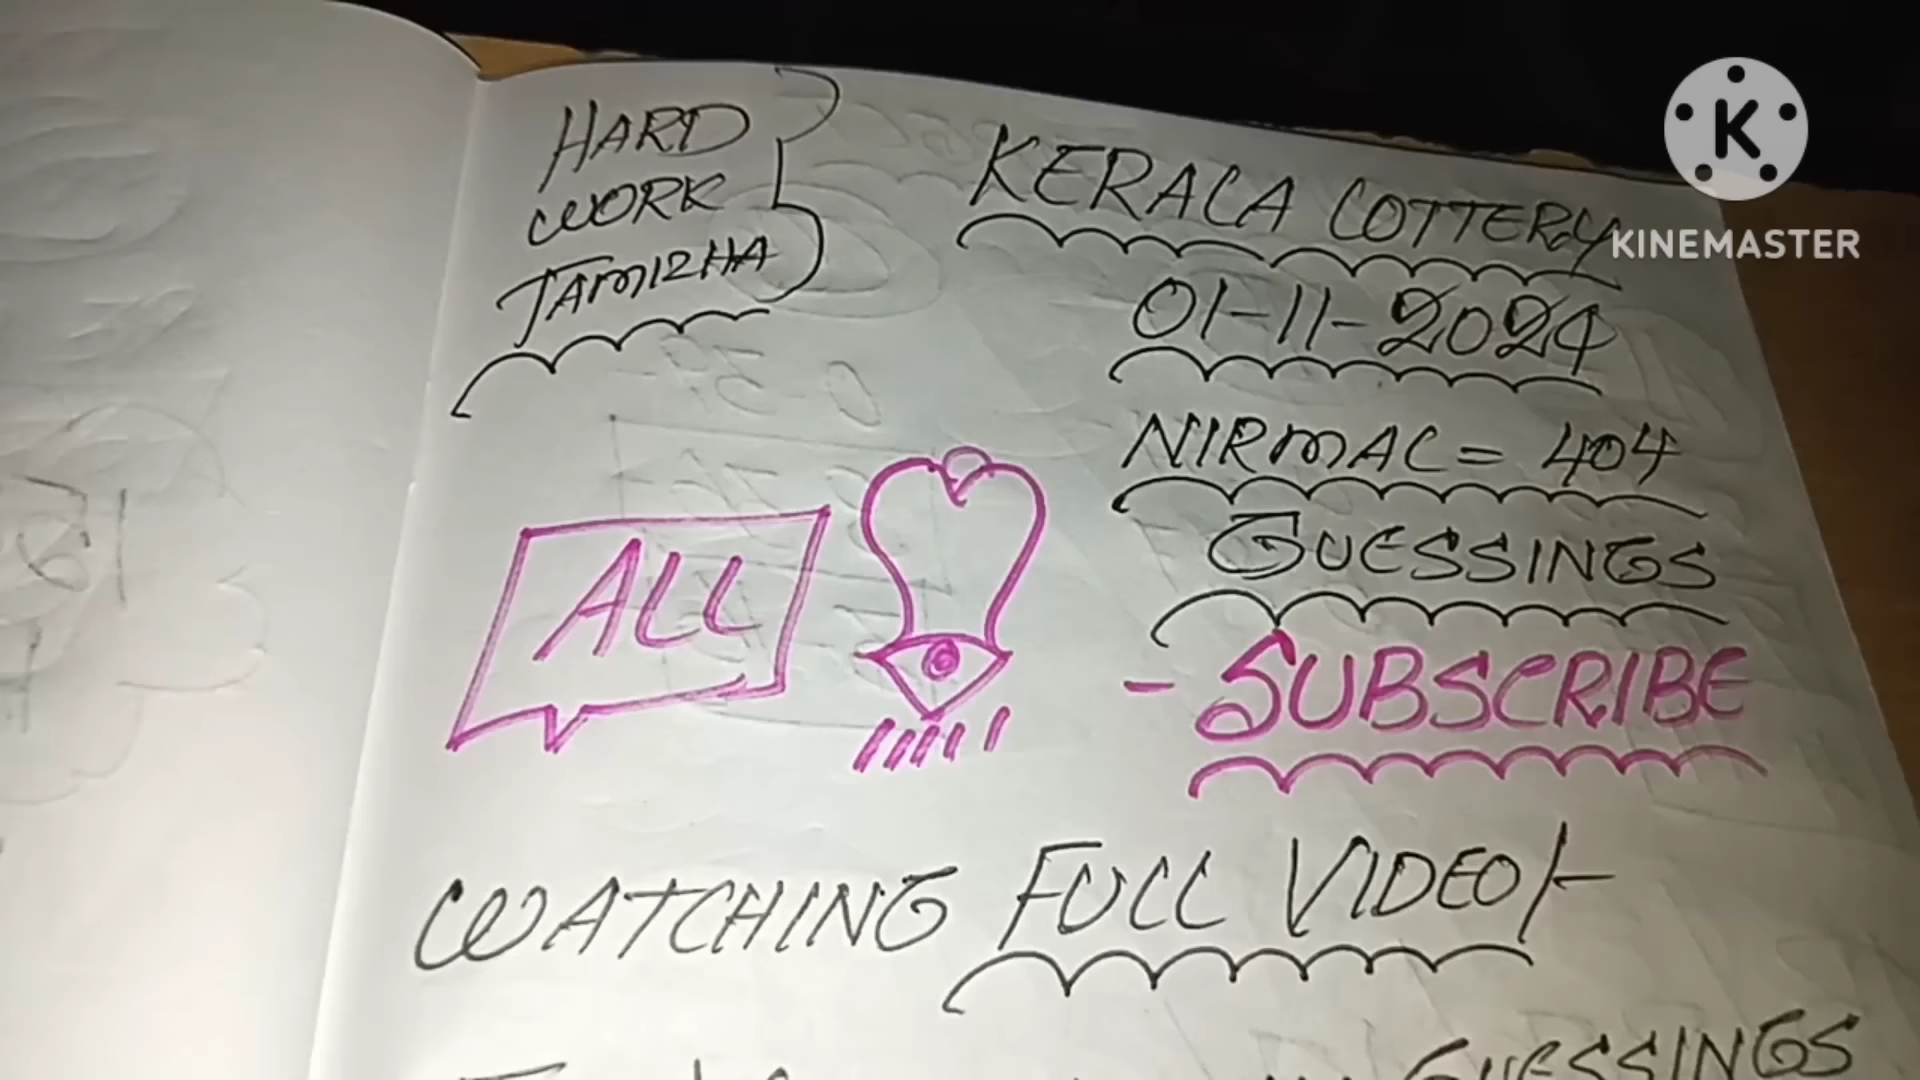 HARD
WORK
TAMIZHA
KERALA LOTTERY
01-11-2024
NIRMAL = 404
GUESSINGS
ALL
- SUBSCRIBE
WATCHING FULL VIDEO/-
GUESSINGS
K
KINEMASTER